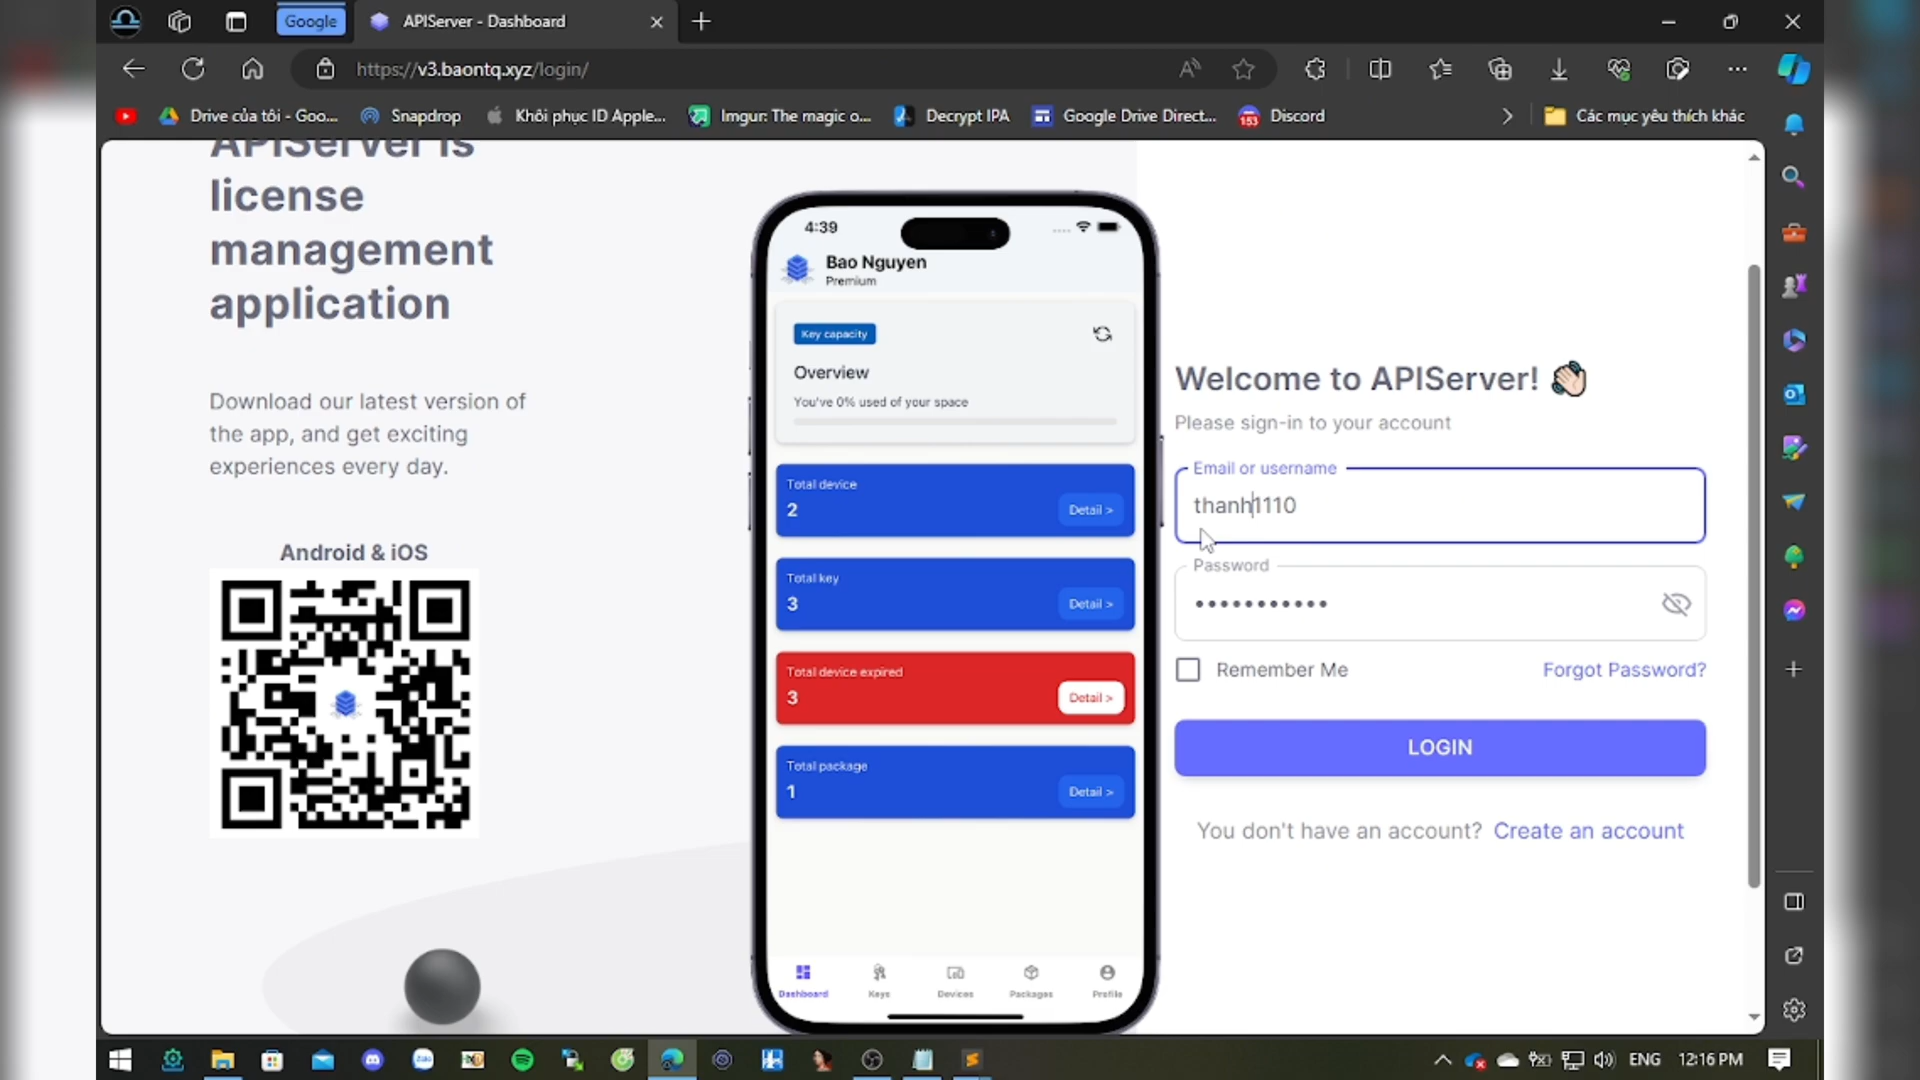 Google
APIServer - Dashboard
https://v3.baontq.xyz/login/
Drive của tôi - Goo...
Snapdrop
Khôi phục ID Apple...
Imgur: The magic o...
Decrypt IPA
Google Drive Direct...
153
Discord
Các mục yêu thích khác
APIServer is
license
management
application
Download our latest version of
the app, and get exciting
experiences every day.
Android & iOS
4:39
Bao Nguyen
Premium
Key capacity
Overview
You've 0% used of your space
Total device
2
Detail >
Total key
3
Detail >
Total device expired
3
Detail >
Total package
1
Detail >
Dashboard
Keys
Devices
Packages
Profile
Welcome to APIServer! 👋🏻
Please sign-in to your account
Email or username
thanh1110
Password
•••••••••••
Remember Me
Forgot Password?
LOGIN
You don't have an account? Create an account
Zalo
ENG
12:16 PM